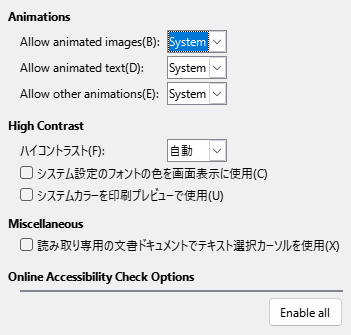 Animations
Allow animated images(B): System
Allow animated text(D): System
Allow other animations(E): System
High Contrast
ハイコントラスト(F): 自動
システム設定のフォントの色を画面表示に使用(C)
システムカラーを印刷プレビューで使用(U)
Miscellaneous
読み取り専用の文書ドキュメントでテキスト選択カーソルを使用(X)
Online Accessibility Check Options
Enable all